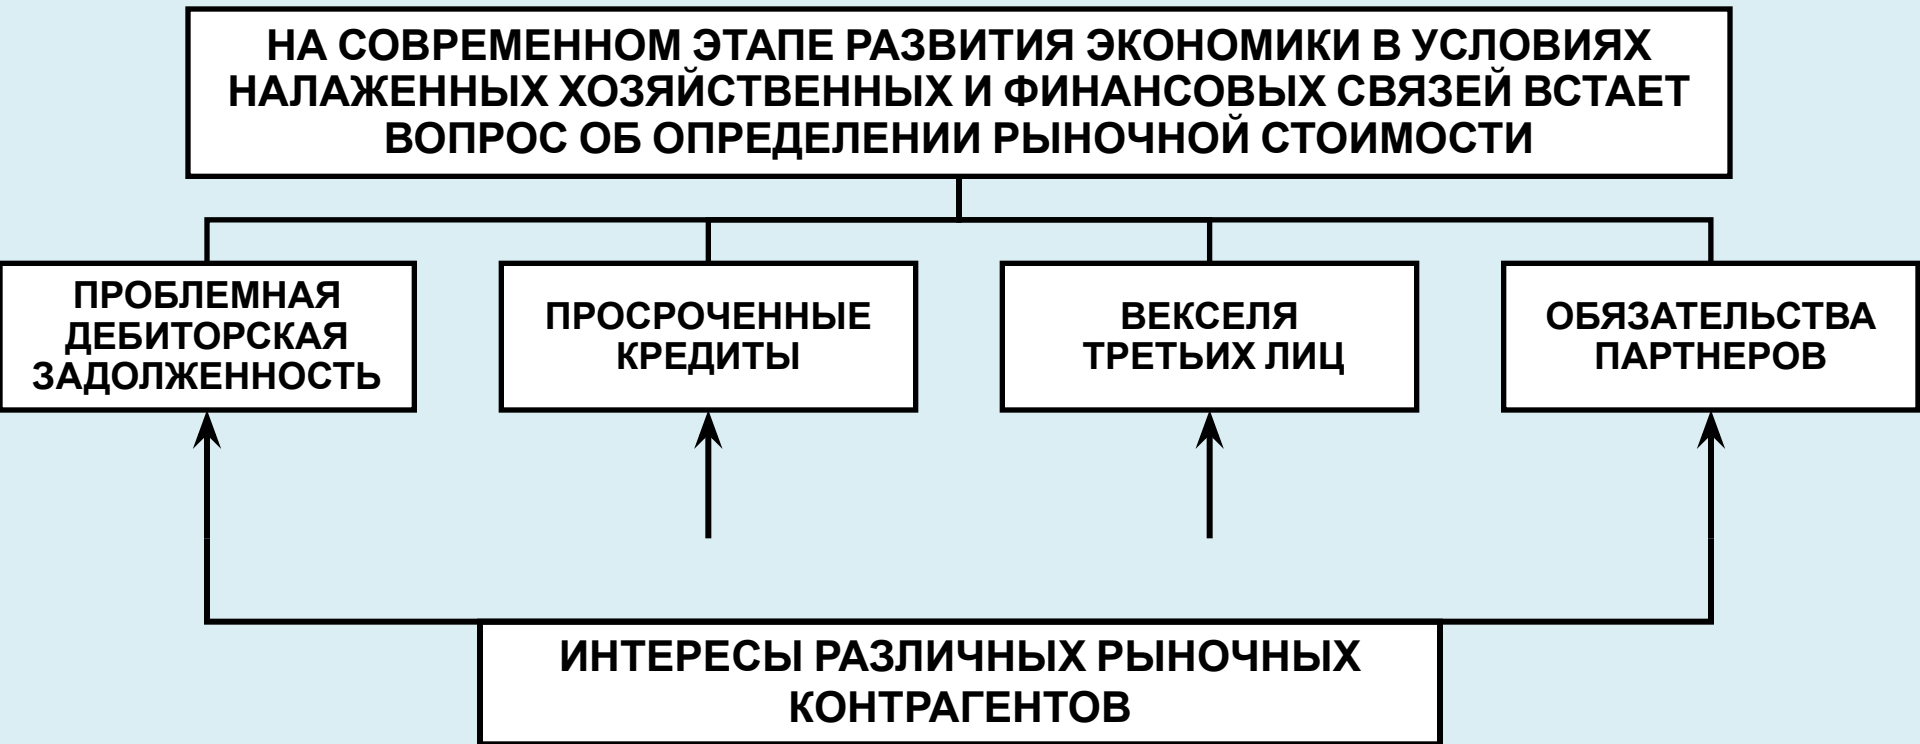 НА СОВРЕМЕННОМ ЭТАПЕ РАЗВИТИЯ ЭКОНОМИКИ В УСЛОВИЯХ
НАЛАЖЕННЫХ ХОЗЯЙСТВЕННЫХ И ФИНАНСОВЫХ СВЯЗЕЙ ВСТАЕТ
ВОПРОС ОБ ОПРЕДЕЛЕНИИ РЫНОЧНОЙ СТОИМОСТИ
ПРОБЛЕМНАЯ
ДЕБИТОРСКАЯ
ЗАДОЛЖЕННОСТЬ
ПРОСРОЧЕННЫЕ
КРЕДИТЫ
ВЕКСЕЛЯ
ТРЕТЬИХ ЛИЦ
ОБЯЗАТЕЛЬСТВА
ПАРТНЕРОВ
ИНТЕРЕСЫ РАЗЛИЧНЫХ РЫНОЧНЫХ
КОНТРАГЕНТОВ